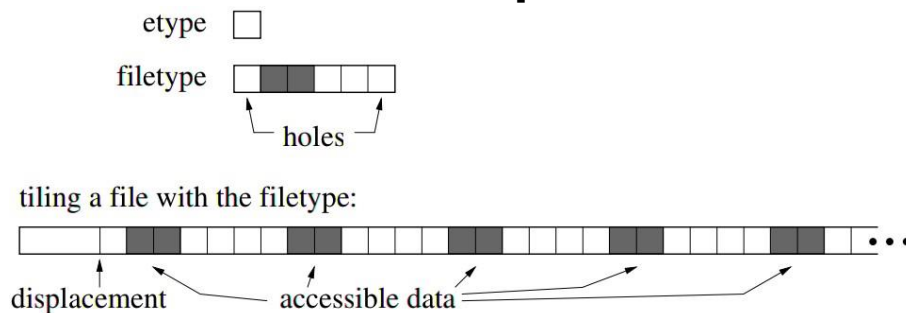 etype
filetype
holes
tiling a file with the filetype:
displacement
accessible data